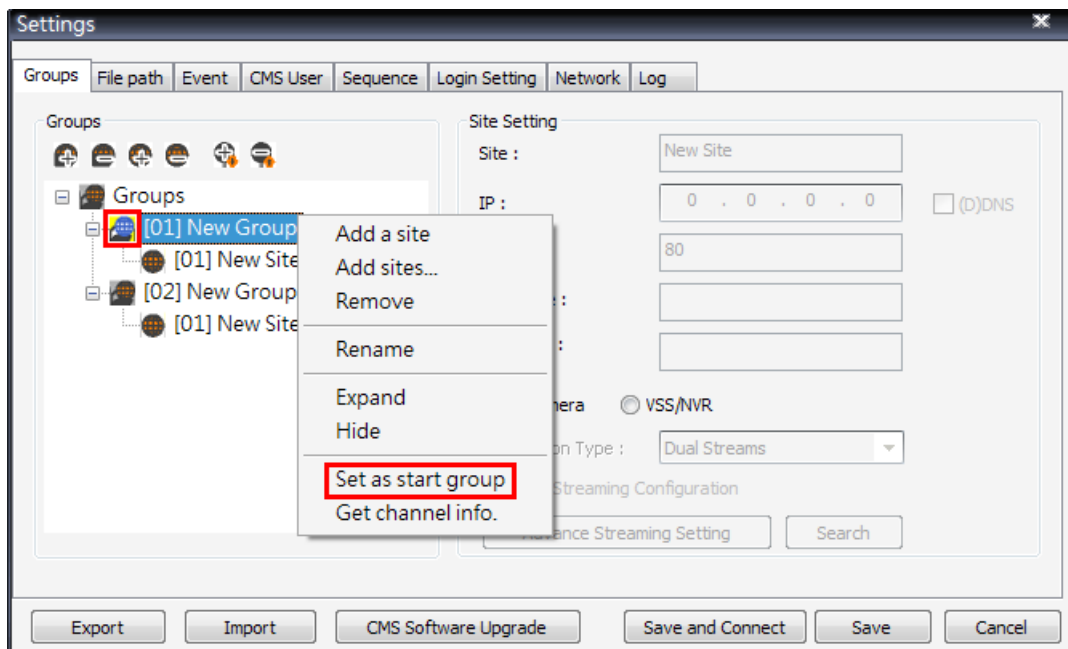 Settings
Groups File path Event CMS User Sequence Login Setting Network Log
Groups
Groups
[01] New Group
[01] New Site
[02] New Group
[01] New Site
Add a site
Add sites...
Remove
Rename
Expand
Hide
Set as start group
Get channel info.
Site Setting
Site : New Site
IP : 0 . 0 . 0 . 0 (D)DNS
80
:
:
VSS/NVR
Type : Dual Streams
Streaming Configuration
Streaming Setting Search
Export Import CMS Software Upgrade Save and Connect Save Cancel